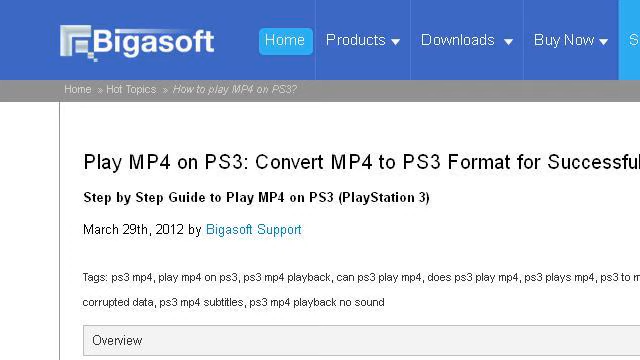 Bigasoft
Home Products Downloads Buy Now S
Home » Hot Topics » How to play MP4 on PS3?
Play MP4 on PS3: Convert MP4 to PS3 Format for Successful
Step by Step Guide to Play MP4 on PS3 (PlayStation 3)
March 29th, 2012 by Bigasoft Support
Tags: ps3 mp4, play mp4 on ps3, ps3 mp4 playback, can ps3 play mp4, does ps3 play mp4, ps3 plays mp4, ps3 to m
corrupted data, ps3 mp4 subtitles, ps3 mp4 playback no sound
Overview